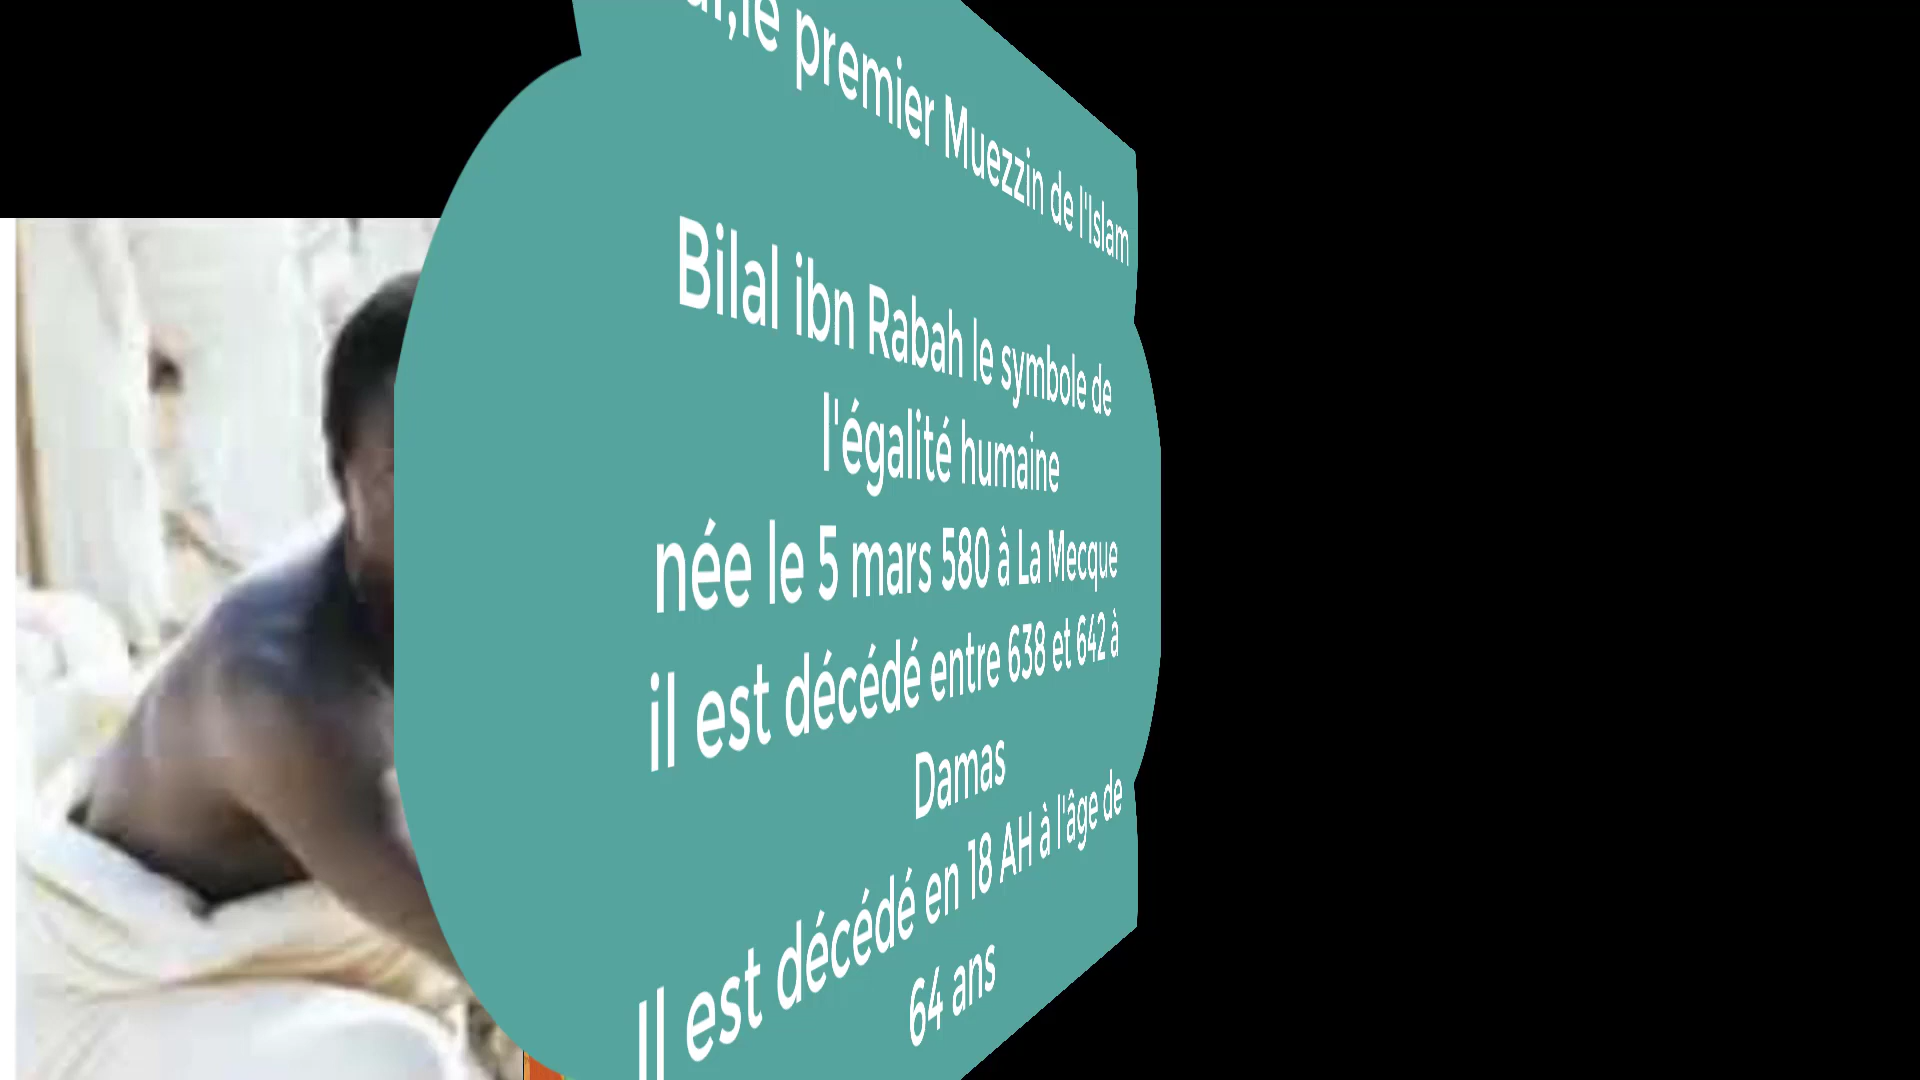 le premier Muezzin de l'Islam
Bilal ibn Rabah le symbole de
l'égalité humaine
née le 5 mars 580 à La Mecque
il est décédé entre 638 et 642 à
Damas
Il est décédé en 18 AH à l'âge de
64 ans